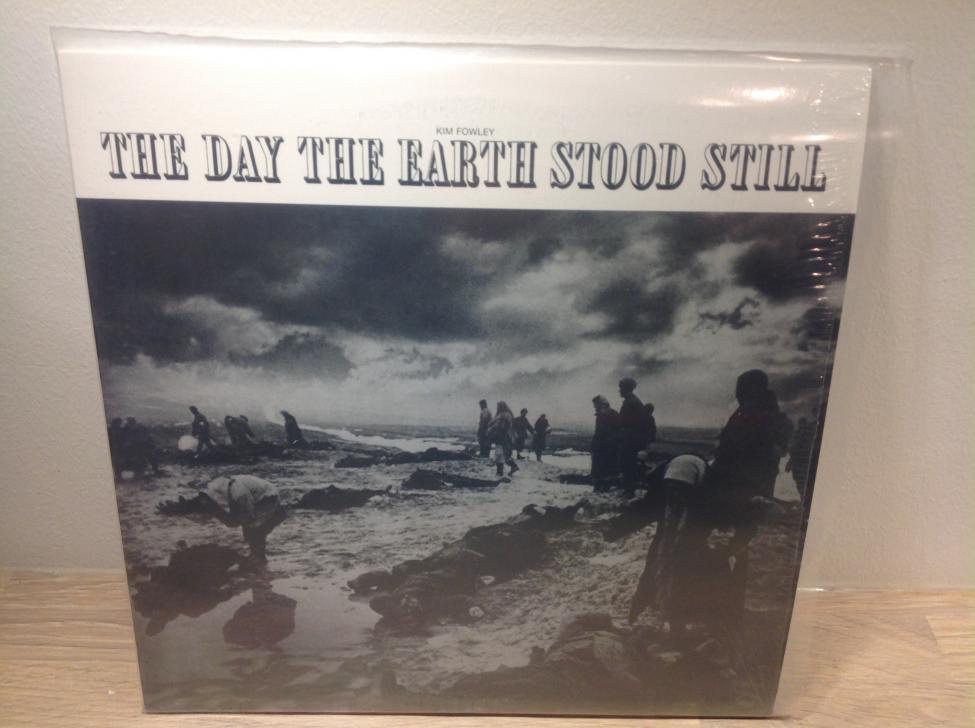 KIM FOWLEY
THE DAY THE EARTH STOOD STILL